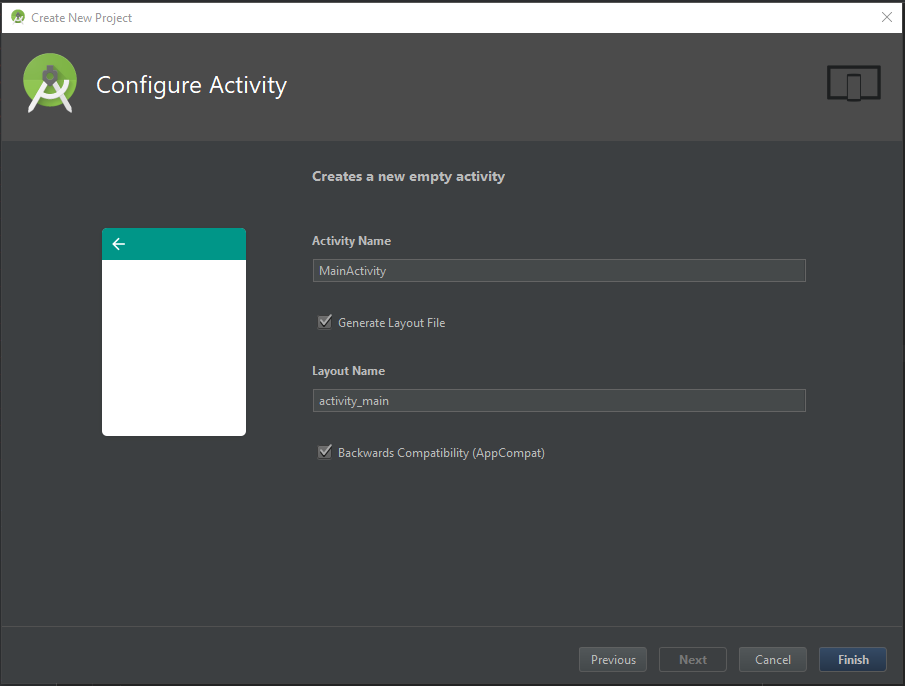 Create New Project
Configure Activity
Creates a new empty activity
Activity Name
MainActivity
Generate Layout File
Layout Name
activity_main
Backwards Compatibility (AppCompat)
Previous
Next
Cancel
Finish